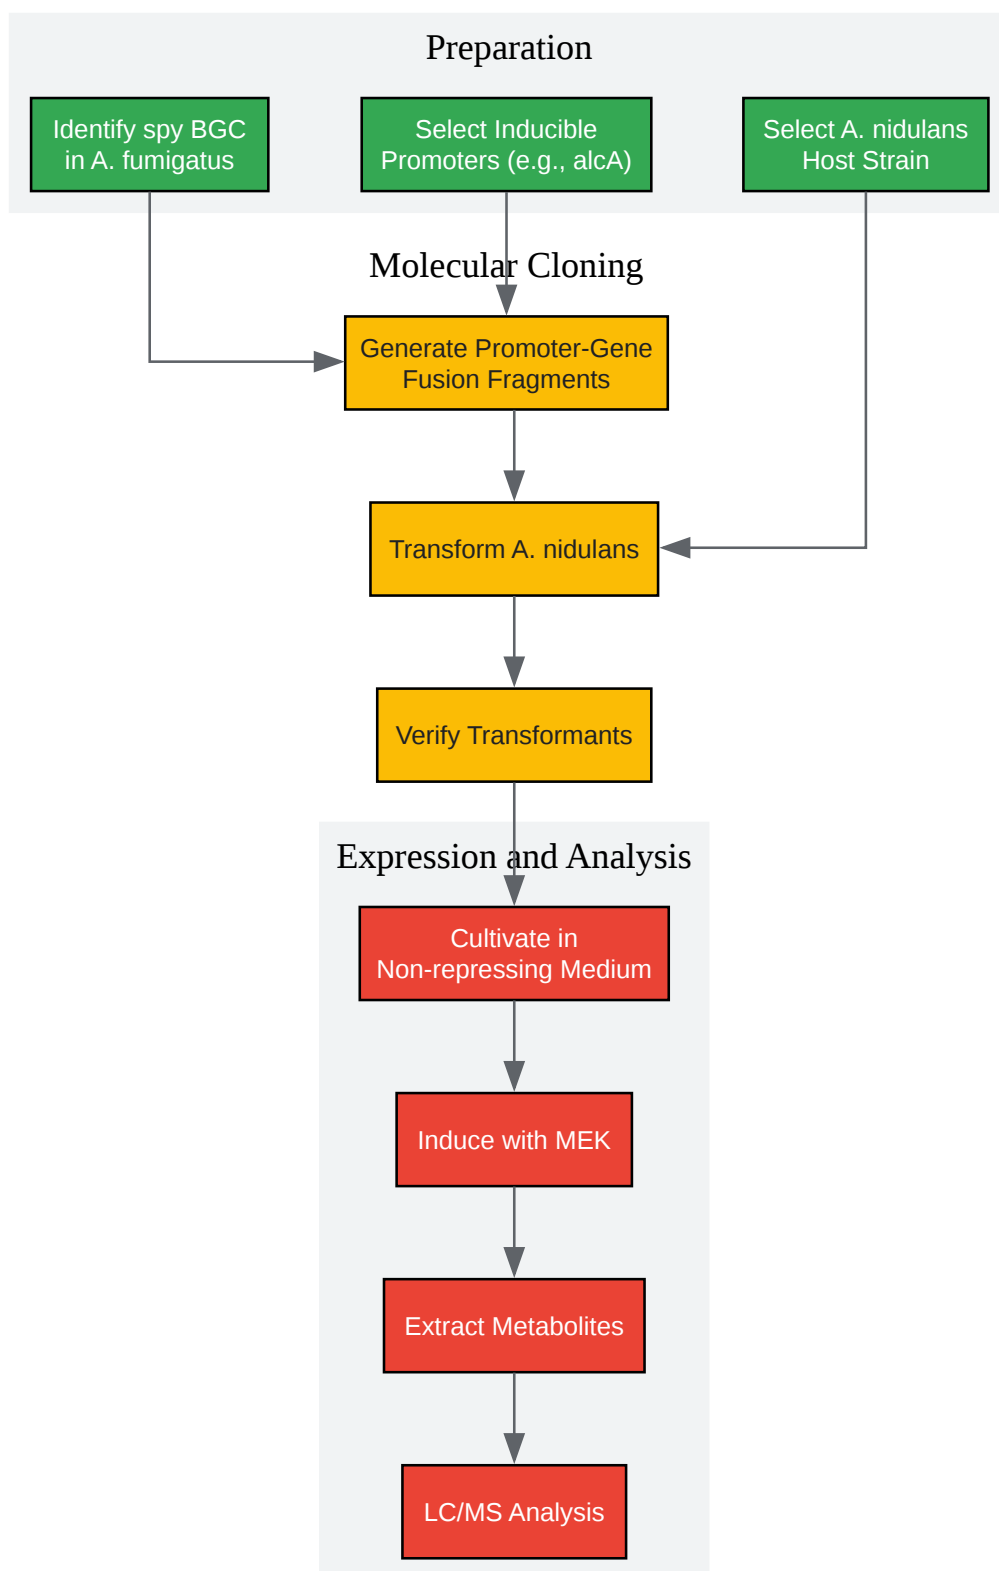 Preparation
Identify spy BGC
in A. fumigatus
Select Inducible
Promoters (e.g., alcA)
Select A. nidulans
Host Strain
Molecular Cloning
Generate Promoter-Gene
Fusion Fragments
Transform A. nidulans
Verify Transformants
Expression and Analysis
Cultivate in
Non-repressing Medium
Induce with MEK
Extract Metabolites
LC/MS Analysis